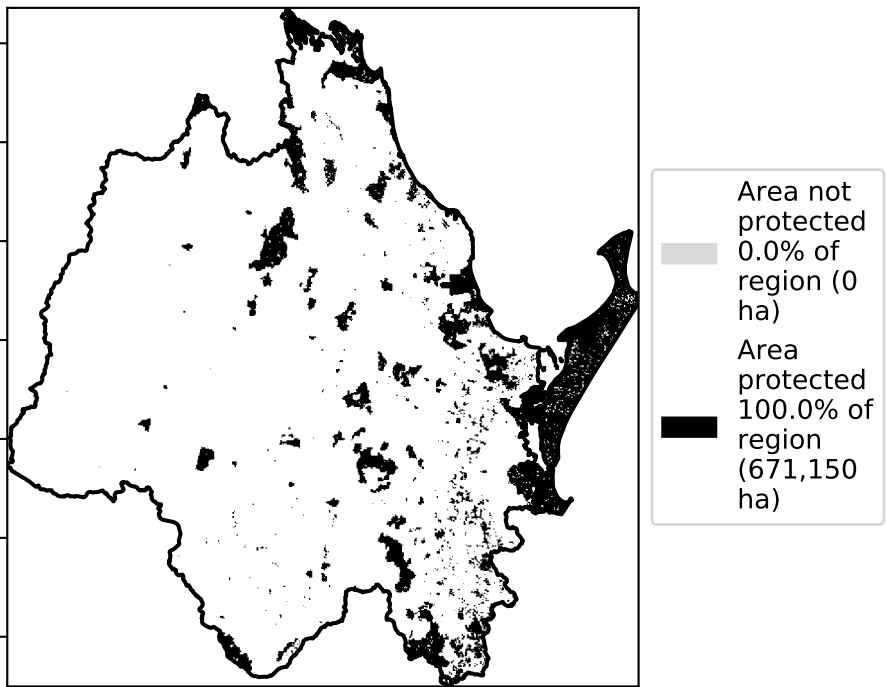 Area not
protected
0.0% of
region (0
ha)
Area
protected
100.0% of
region
(671,150
ha)